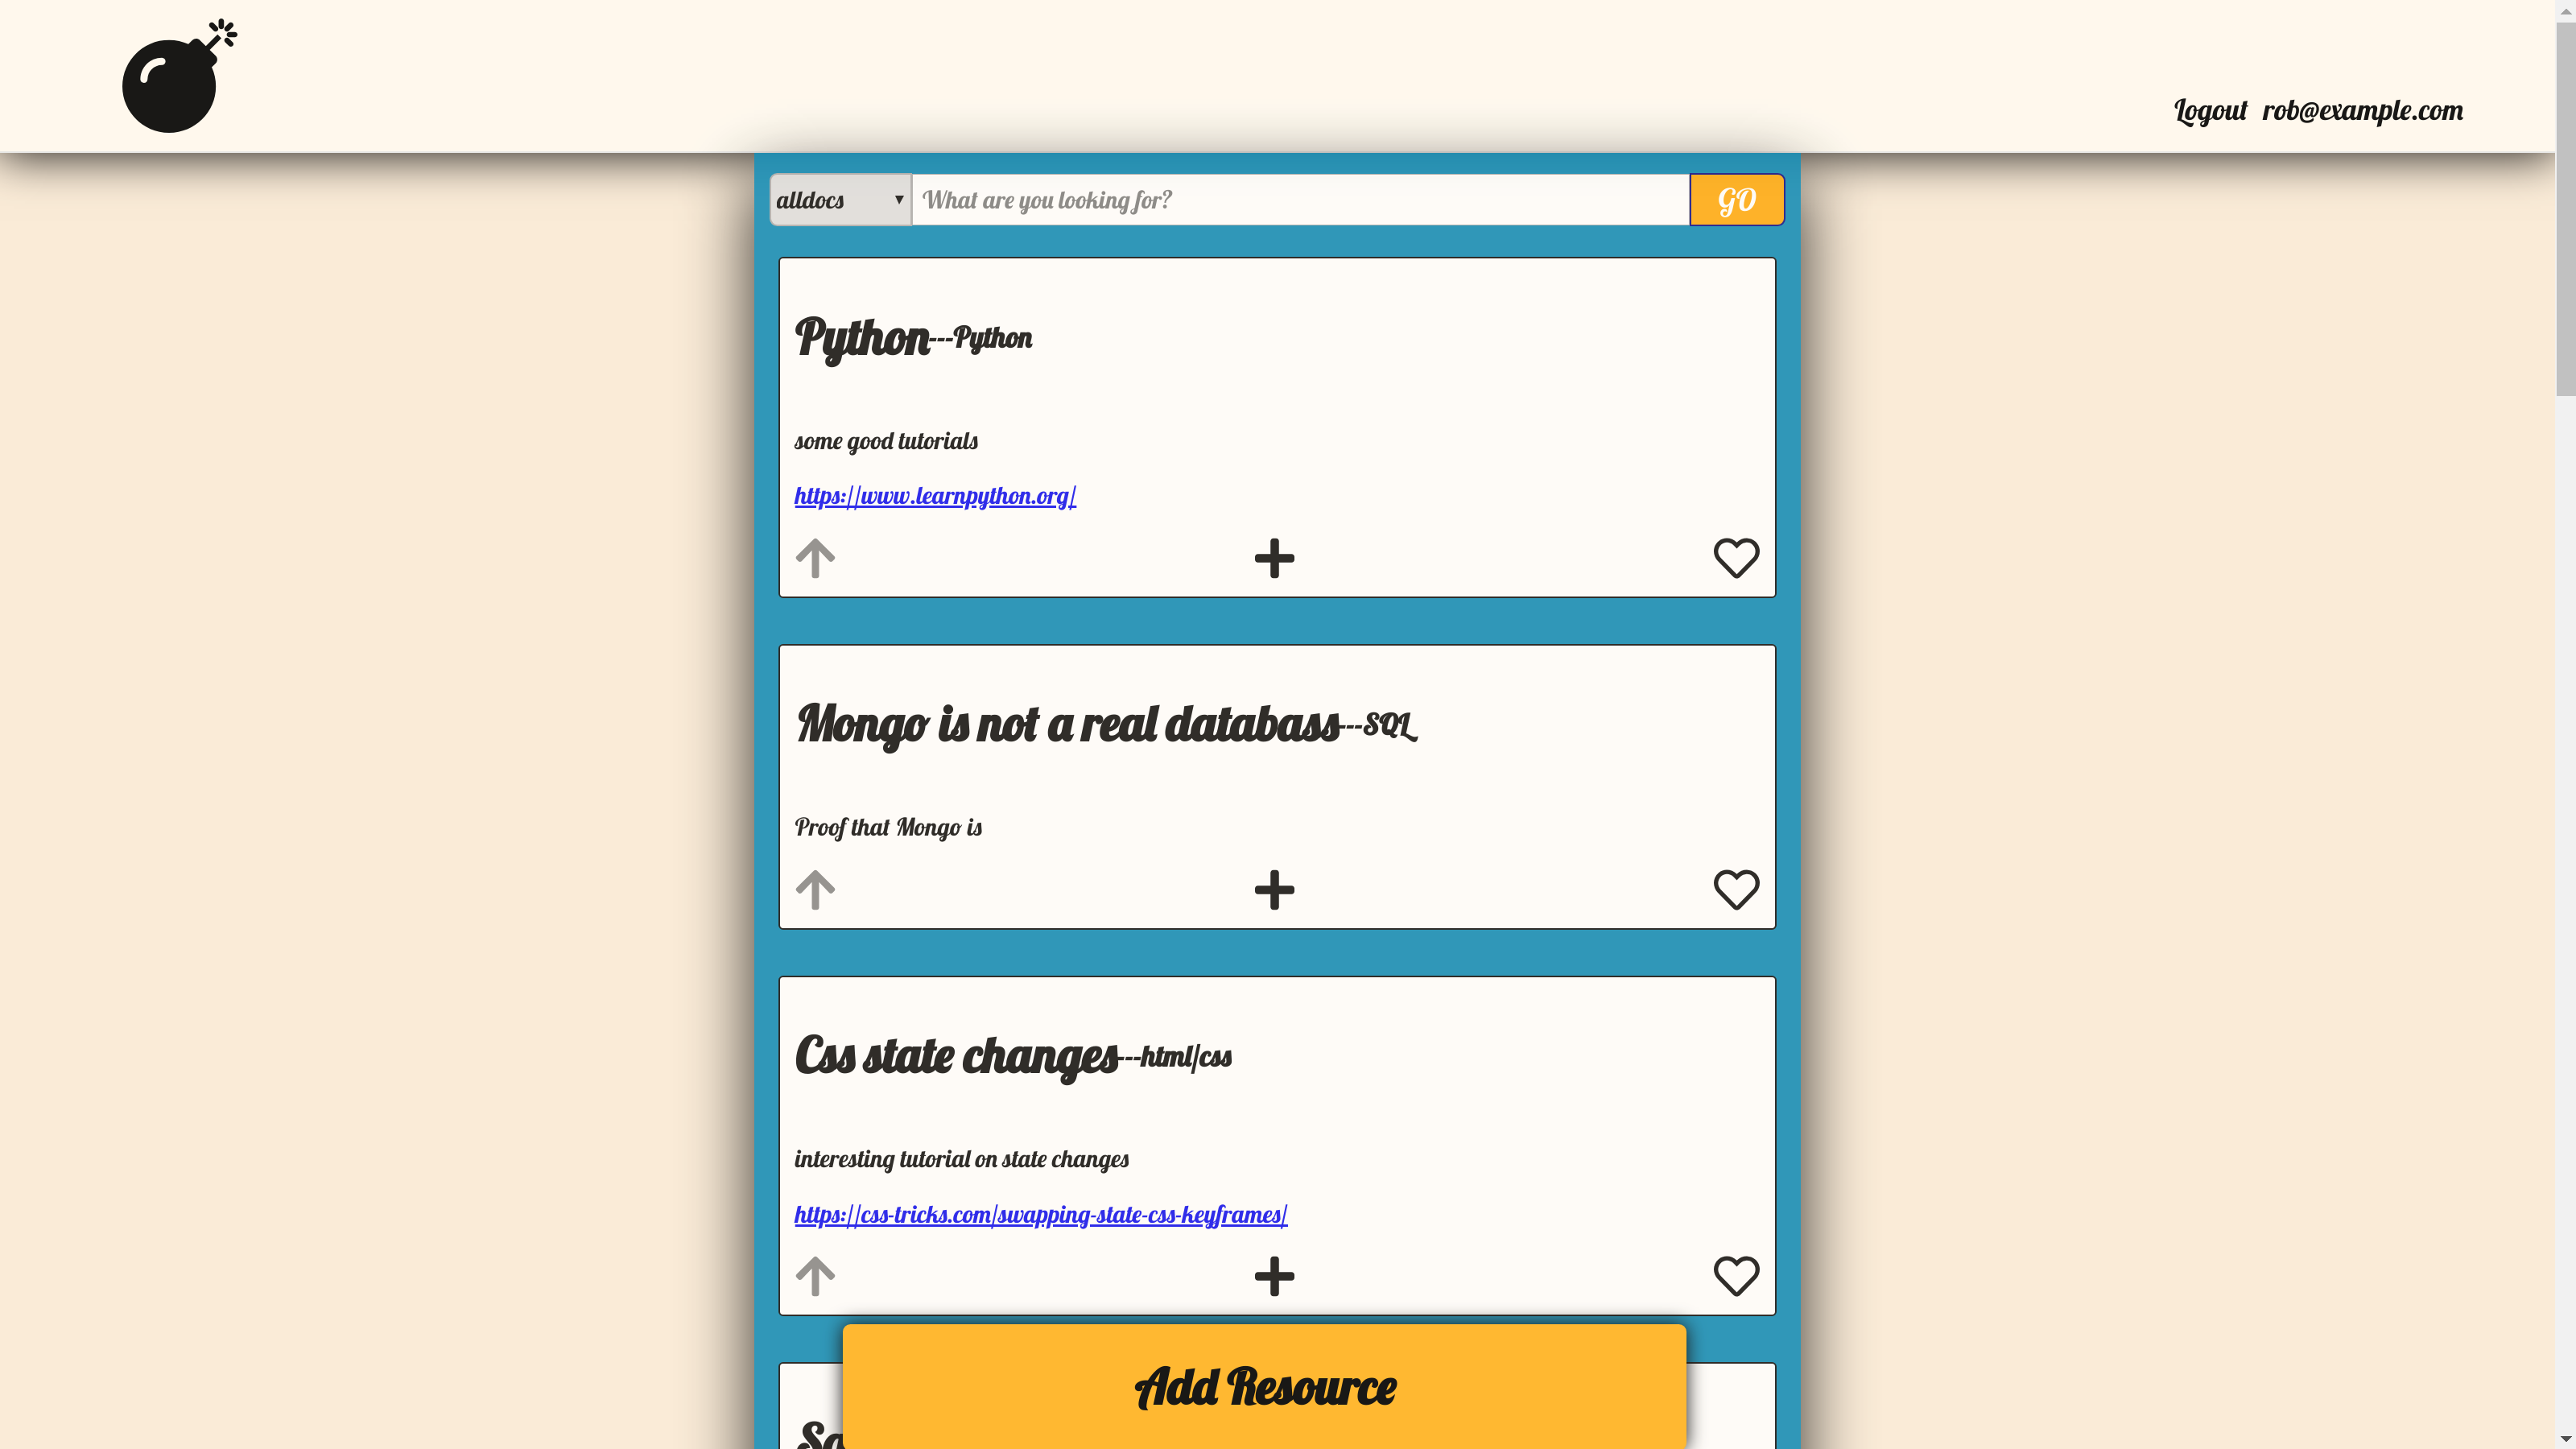 Logout rob@example.com
alldocs What are you looking for? GO
Python---Python
some good tutorials
https://www.learnpython.org/
Mongo is not a real databass---SQL
Proof that Mongo is
Css state changes---html/css
interesting tutorial on state changes
https://css-tricks.com/swapping-state-css-keyframes/
Add Resource